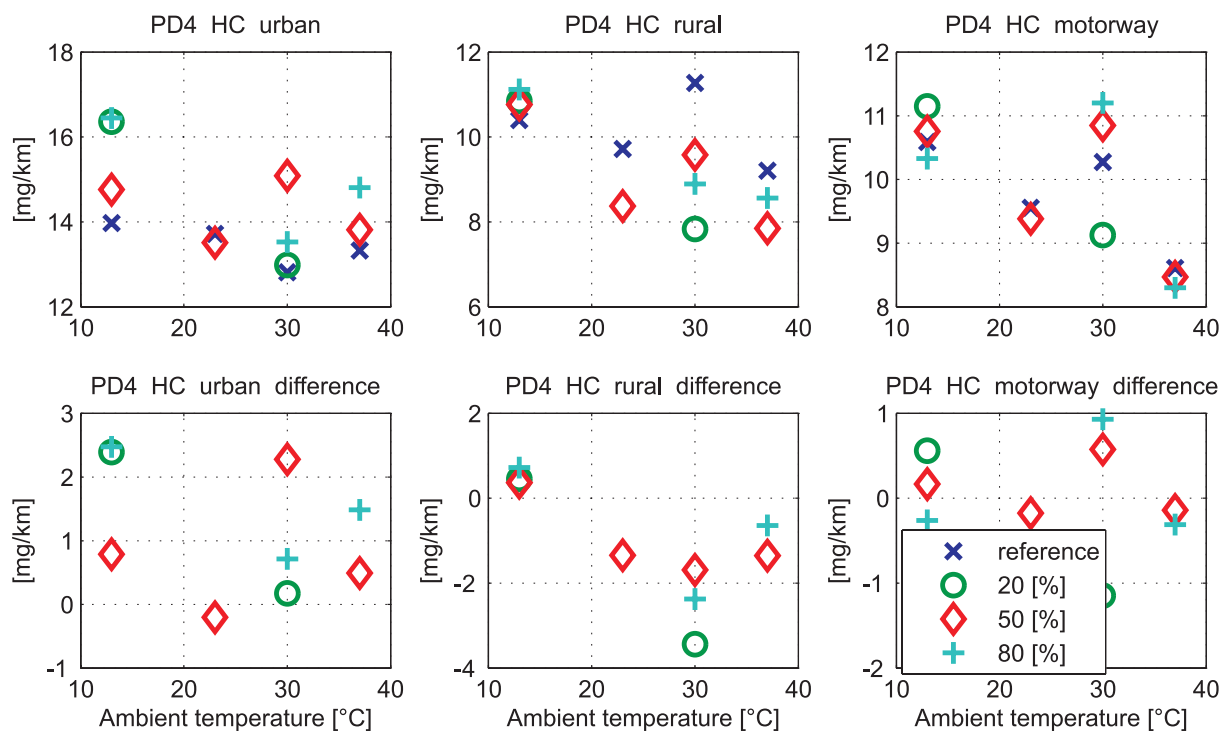 PD4 HC urban
PD4 HC rural
PD4 HC motorway
18
16
14
12
[mg/km]
10 20 30 40
12
10
8
6
[mg/km]
10 20 30 40
12
11
10
9
8
[mg/km]
10 20 30 40
PD4 HC urban difference
PD4 HC rural difference
PD4 HC motorway difference
3
2
1
0
-1
[mg/km]
10 20 30 40
Ambient temperature [°C]
2
0
-2
-4
[mg/km]
10 20 30 40
Ambient temperature [°C]
1
0
-1
-2
[mg/km]
reference
20 [%]
50 [%]
80 [%]
10 20 30 40
Ambient temperature [°C]